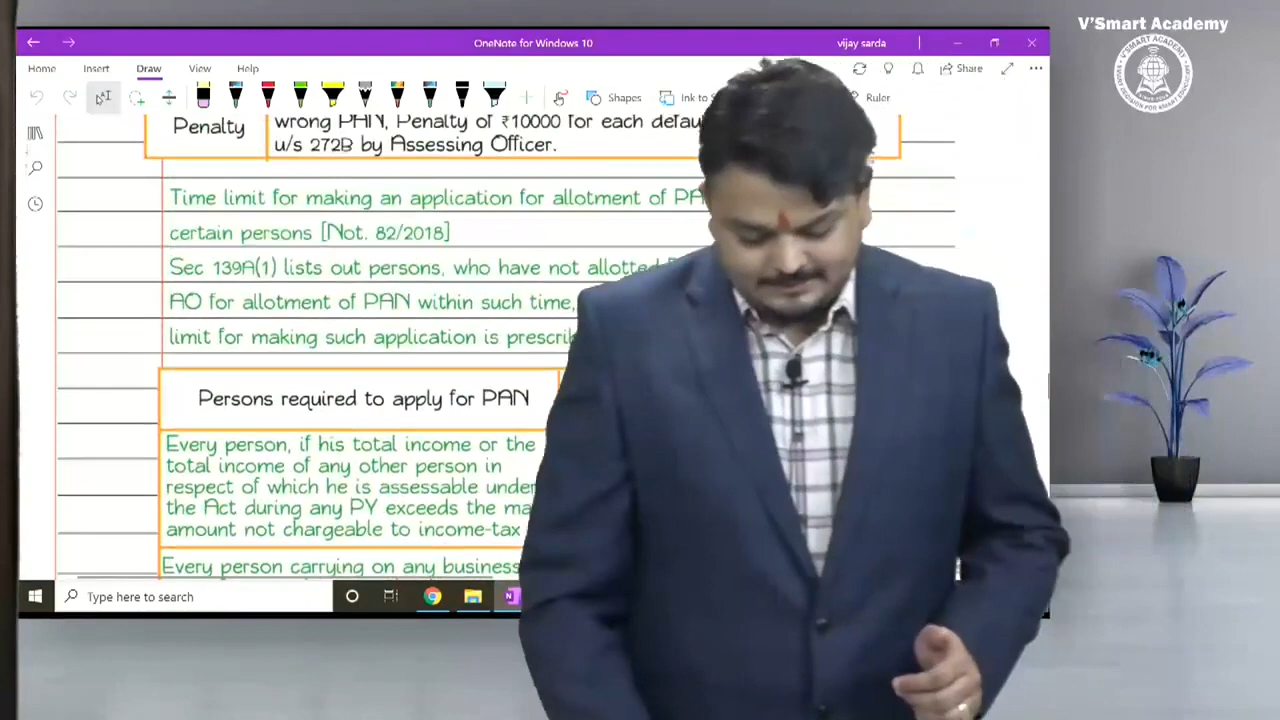 V'Smart Academy
OneNote for Windows 10
vijay sarda
Home Insert Draw View Help
Shapes
Ink to
Share
Ruler
Penalty
wrong PAN, Penalty of ₹10000 for each
u/s 272B by Assessing Officer.
Time limit for making an application for allotment of
certain persons [Not. 82/2018]
Sec 139A(1) lists out persons, who have not allotted
AO for allotment of PAN within such time,
limit for making such application is
Persons required to apply for PAN
Every person, if his total income or the
total income of any other person in
respect of which he is assessable under
the Act during any PY exceeds the
amount not chargeable to income-tax
Every person carrying on any business
Type here to search